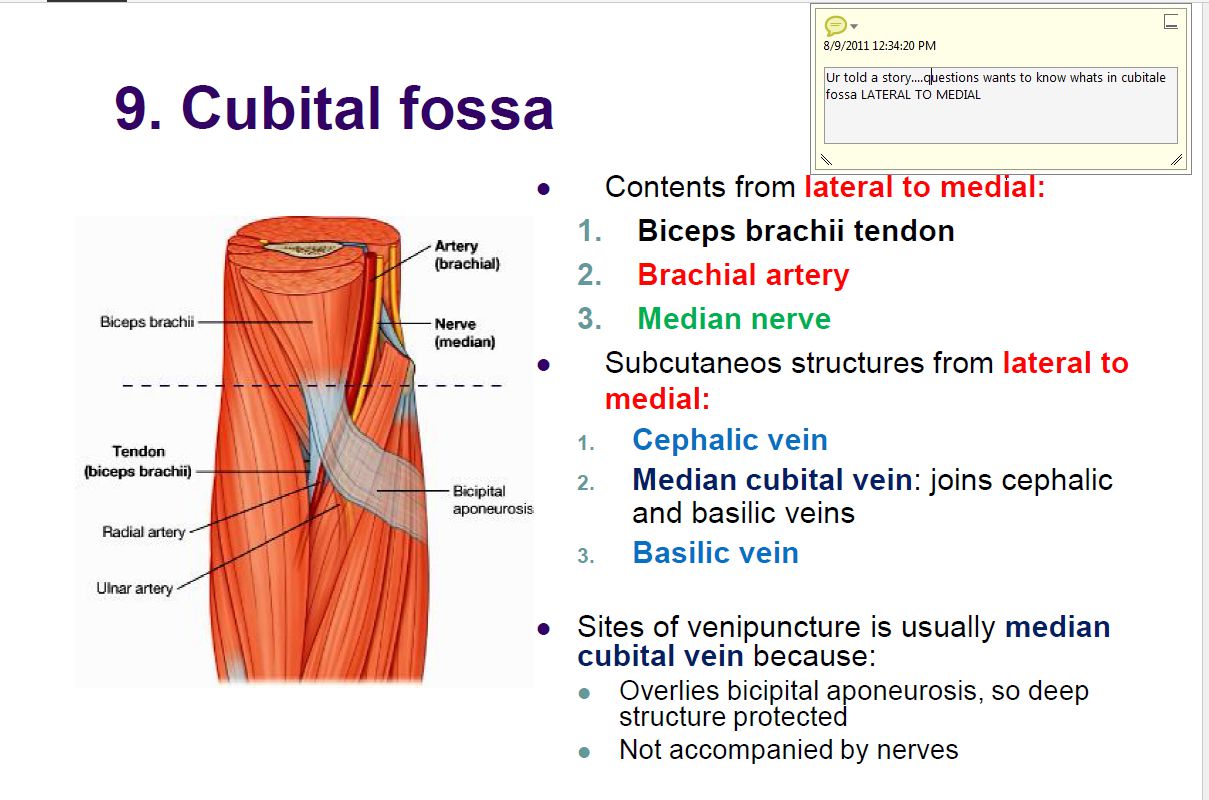 8/9/2011 12:34:20 PM
Ur told a story....questions wants to know whats in cubitale
fossa LATERAL TO MEDIAL
9. Cubital fossa
Artery
(brachial)
Biceps brachii
Nerve
(median)
Tendon
(biceps brachii)
Bicipital
aponeurosis
Radial artery
Ulnar artery
● Contents from lateral to medial:
1. Biceps brachii tendon
2. Brachial artery
3. Median nerve
● Subcutaneos structures from lateral to
medial:
1. Cephalic vein
2. Median cubital vein: joins cephalic
and basilic veins
3. Basilic vein
● Sites of venipuncture is usually median
cubital vein because:
● Overlies bicipital aponeurosis, so deep
structure protected
● Not accompanied by nerves